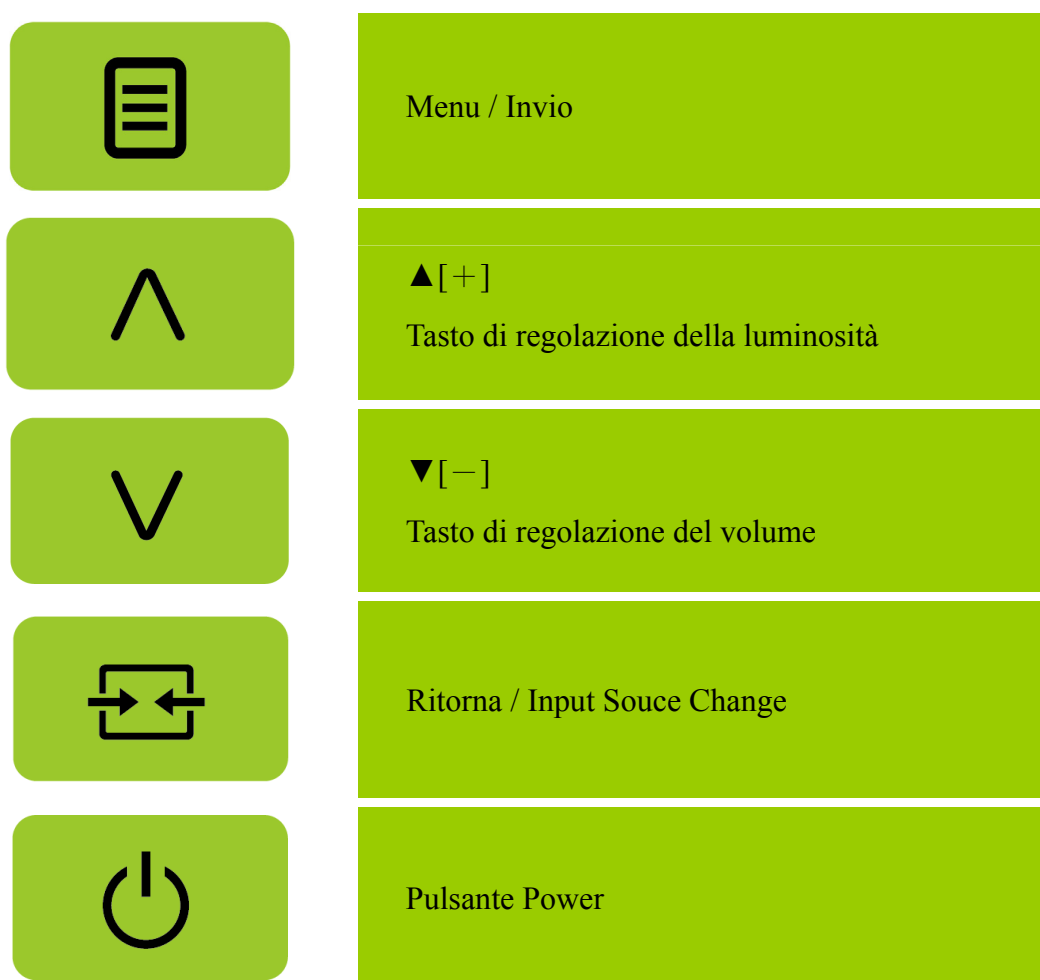 Menu / Invio
▲[＋]
Tasto di regolazione della luminosità
▼[－]
Tasto di regolazione del volume
Ritorna / Input Souce Change
Pulsante Power